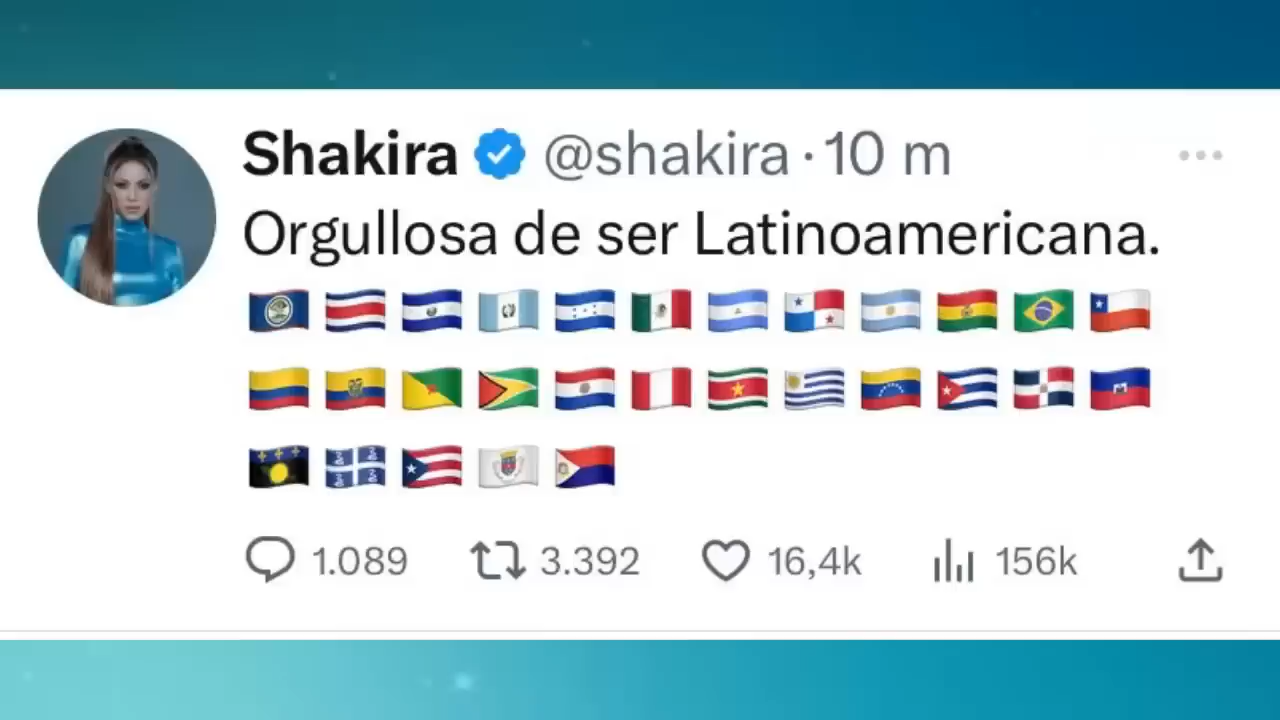 Shakira @shakira · 10 m
Orgullosa de ser Latinoamericana.
🇧🇿🇨🇷🇸🇻🇬🇹🇭🇳🇲🇽🇳🇮🇵🇦🇦🇷🇧🇴🇧🇷🇨🇱
🇨🇴🇪🇨🇬🇫🇬🇾🇵🇾🇵🇪🇸🇷🇺🇾🇻🇪🇨🇺🇩🇴🇭🇹
🇬🇵🇲🇶🇵🇷🇧🇱🇸🇽
1.089 3.392 16,4k 156k